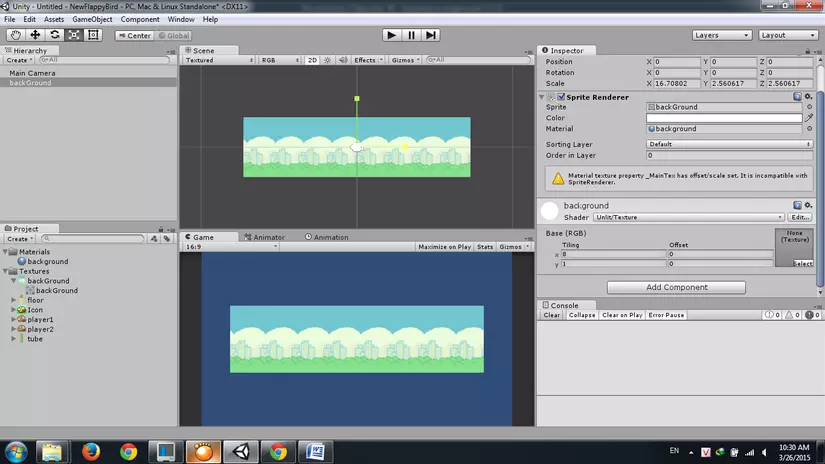 Unity - Untitled - NewFlappyBird - PC, Mac & Linux Standalone* <DX11>
File Edit Assets GameObject Component Window Help
Center Global Layers Layout
Hierarchy
Create All
Main Camera
backGround
Scene
Textured RGB 2D Effects Gizmos All
Inspector
Position X 0 Y 0 Z 0
Rotation X 0 Y 0 Z 0
Scale X 16.70802 Y 2.560617 Z 2.560617
Sprite Renderer
Sprite backGround
Color
Material background
Sorting Layer Default
Order in Layer 0
Material texture property _MainTex has offset/scale set. It is incompatible with
SpriteRenderer.
background
Shader Unlit/Texture Edit...
Base (RGB) None
(Texture)
Tiling Offset
x 8 0
y 1 0
Select
Add Component
Project
Create
Materials
background
Textures
backGround
backGround
floor
Icon
player1
player2
tube
Game Animator Animation
16:9 Maximize on Play Stats Gizmos
Console
Clear Collapse Clear on Play Error Pause 0 0 0
EN 10:30 AM
3/26/2015